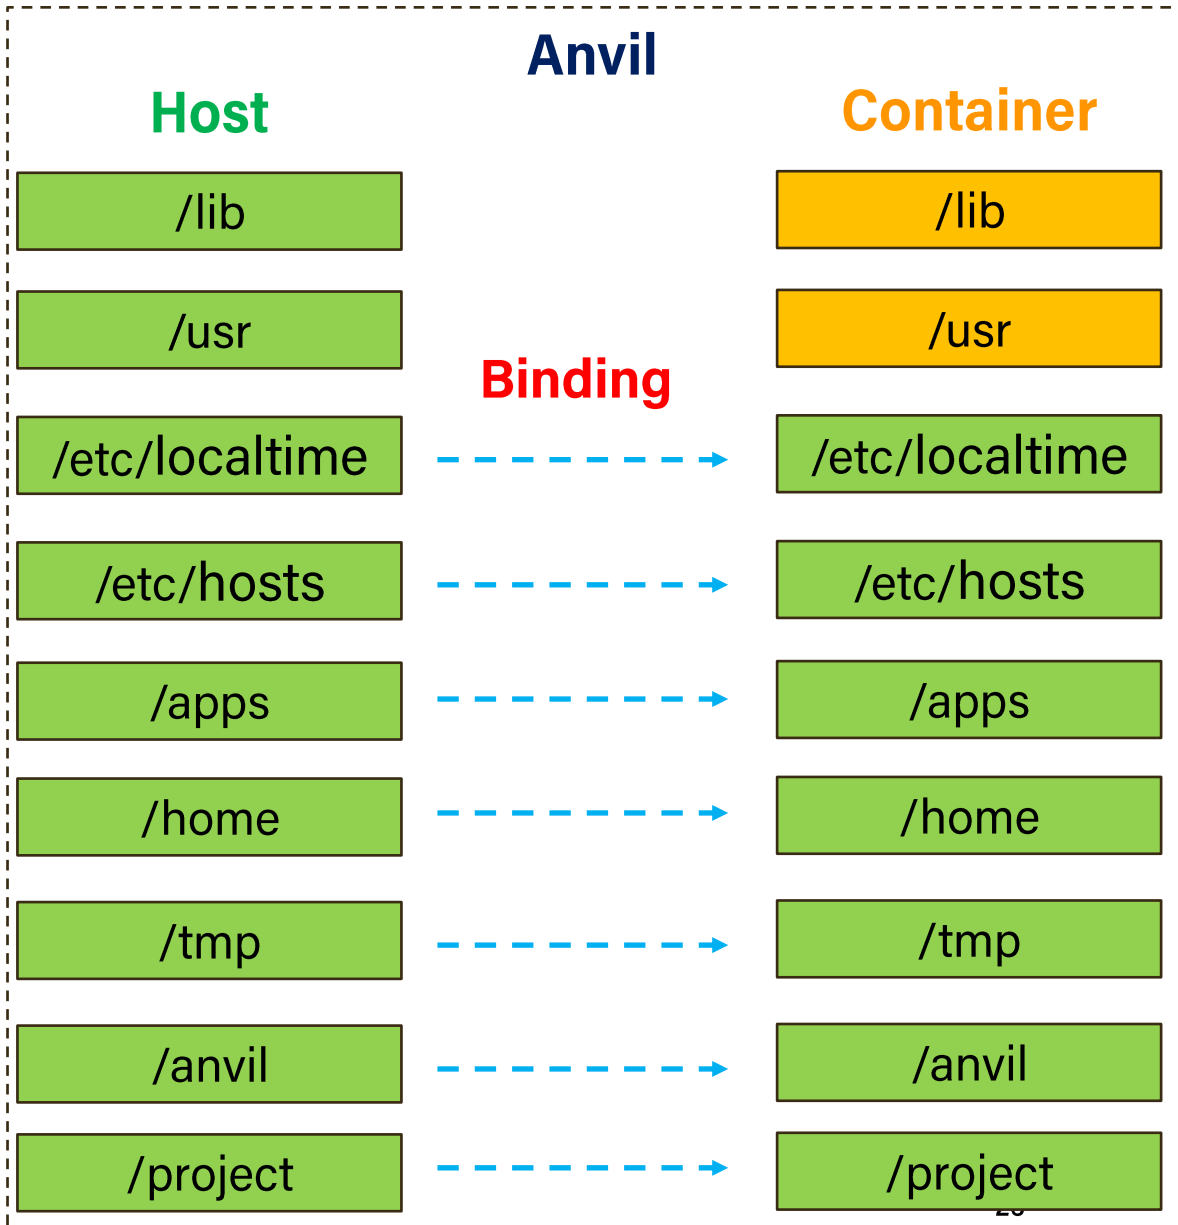 Anvil
Host
Container
/lib
/lib
/usr
/usr
Binding
/etc/localtime
/etc/localtime
/etc/hosts
/etc/hosts
/apps
/apps
/home
/home
/tmp
/tmp
/anvil
/anvil
/project
/project